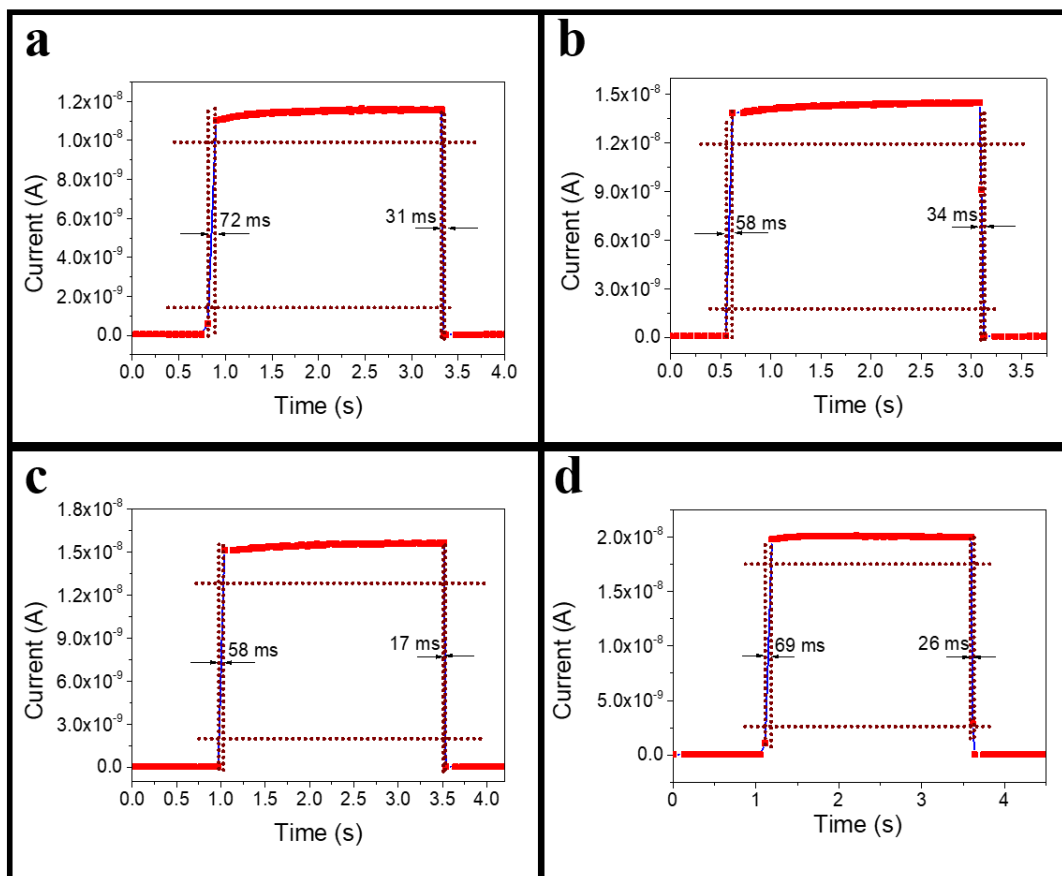 a
1.2x10⁻⁸
1.0x10⁻⁸
8.0x10⁻⁹
6.0x10⁻⁹
4.0x10⁻⁹
2.0x10⁻⁹
0.0
Current (A)
72 ms
31 ms
0.0 0.5 1.0 1.5 2.0 2.5 3.0 3.5 4.0
Time (s)
b
1.5x10⁻⁸
1.2x10⁻⁸
9.0x10⁻⁹
6.0x10⁻⁹
3.0x10⁻⁹
0.0
Current (A)
58 ms
34 ms
0.0 0.5 1.0 1.5 2.0 2.5 3.0 3.5
Time (s)
c
1.8x10⁻⁸
1.5x10⁻⁸
1.2x10⁻⁸
9.0x10⁻⁹
6.0x10⁻⁹
3.0x10⁻⁹
0.0
Current (A)
58 ms
17 ms
0.0 0.5 1.0 1.5 2.0 2.5 3.0 3.5 4.0
Time (s)
d
2.0x10⁻⁸
1.5x10⁻⁸
1.0x10⁻⁸
5.0x10⁻⁹
0.0
Current (A)
69 ms
26 ms
0 1 2 3 4
Time (s)